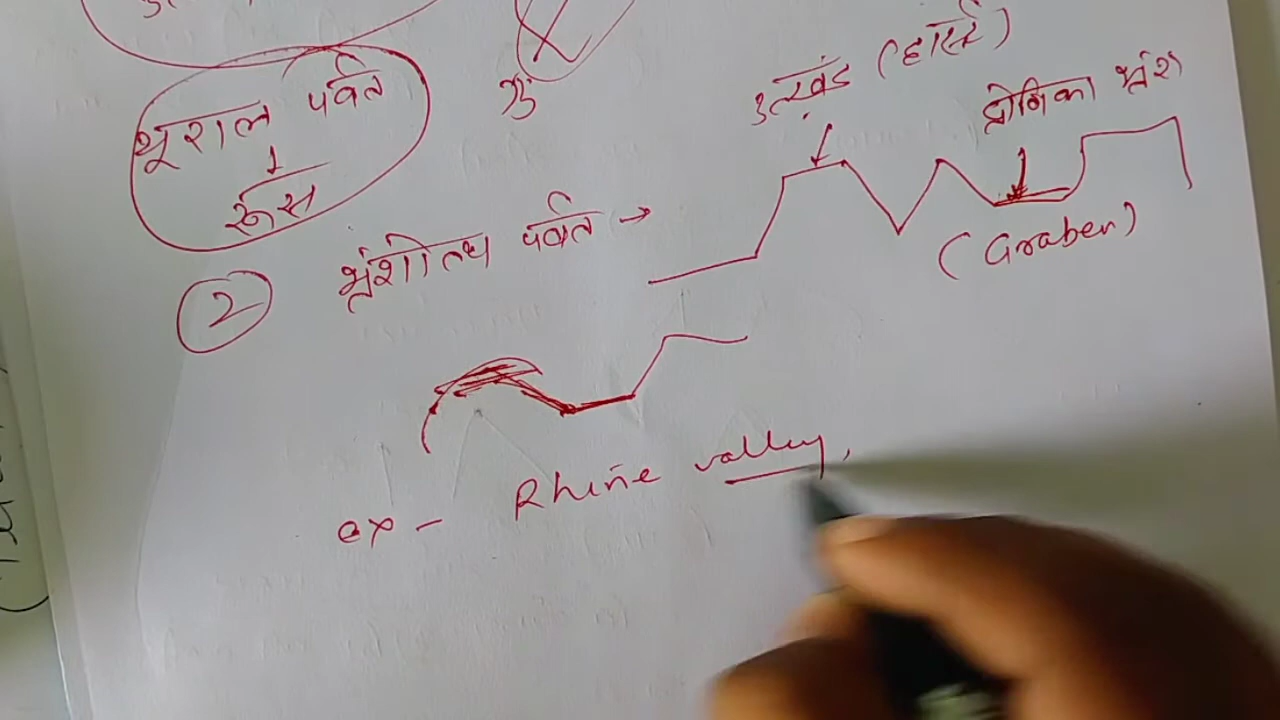 उत्खंड (हार्स्ट)
भूराल पर्वत
द्रोणिका भ्रंश
रूस
2 भ्रंशोत्थ पर्वत →
(Graben)
ex - Rhine valley,